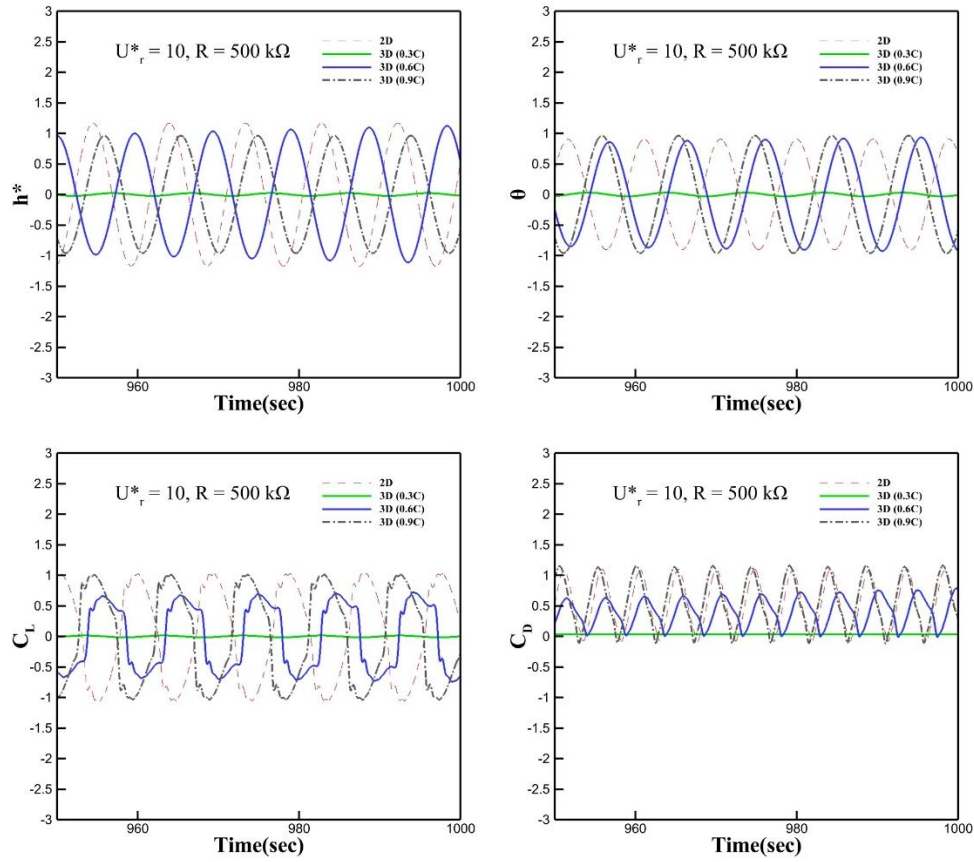 3
2.5
2
1.5
1
0.5
0
-0.5
-1
-1.5
-2
-2.5
-3
h*
U*r = 10, R = 500 kΩ
2D
3D (0.3C)
3D (0.6C)
3D (0.9C)
960 980 1000
Time(sec)
3
2.5
2
1.5
1
0.5
0
-0.5
-1
-1.5
-2
-2.5
-3
θ
U*r = 10, R = 500 kΩ
2D
3D (0.3C)
3D (0.6C)
3D (0.9C)
960 980 1000
Time(sec)
3
2.5
2
1.5
1
0.5
0
-0.5
-1
-1.5
-2
-2.5
-3
CL
U*r = 10, R = 500 kΩ
2D
3D (0.3C)
3D (0.6C)
3D (0.9C)
960 980 1000
Time(sec)
3
2.5
2
1.5
1
0.5
0
-0.5
-1
-1.5
-2
-2.5
-3
CD
U*r = 10, R = 500 kΩ
2D
3D (0.3C)
3D (0.6C)
3D (0.9C)
960 980 1000
Time(sec)